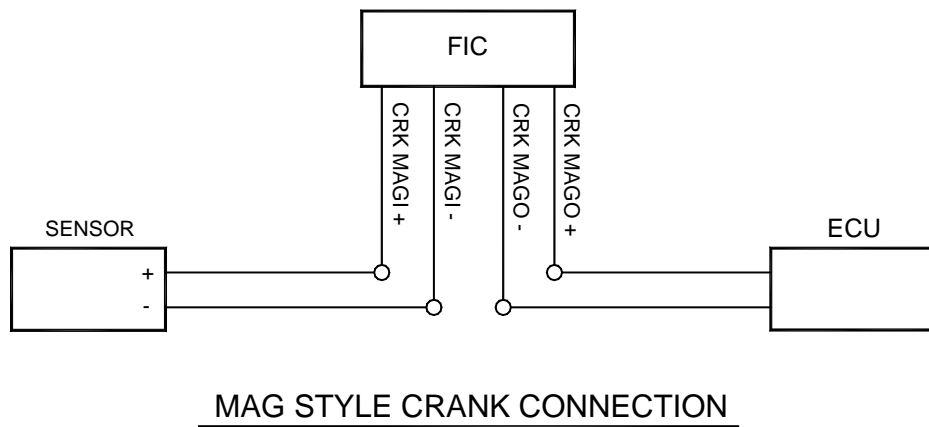 FIC
CRK MAGI +
CRK MAGI -
CRK MAGO -
CRK MAGO +
SENSOR
+
-
ECU
MAG STYLE CRANK CONNECTION